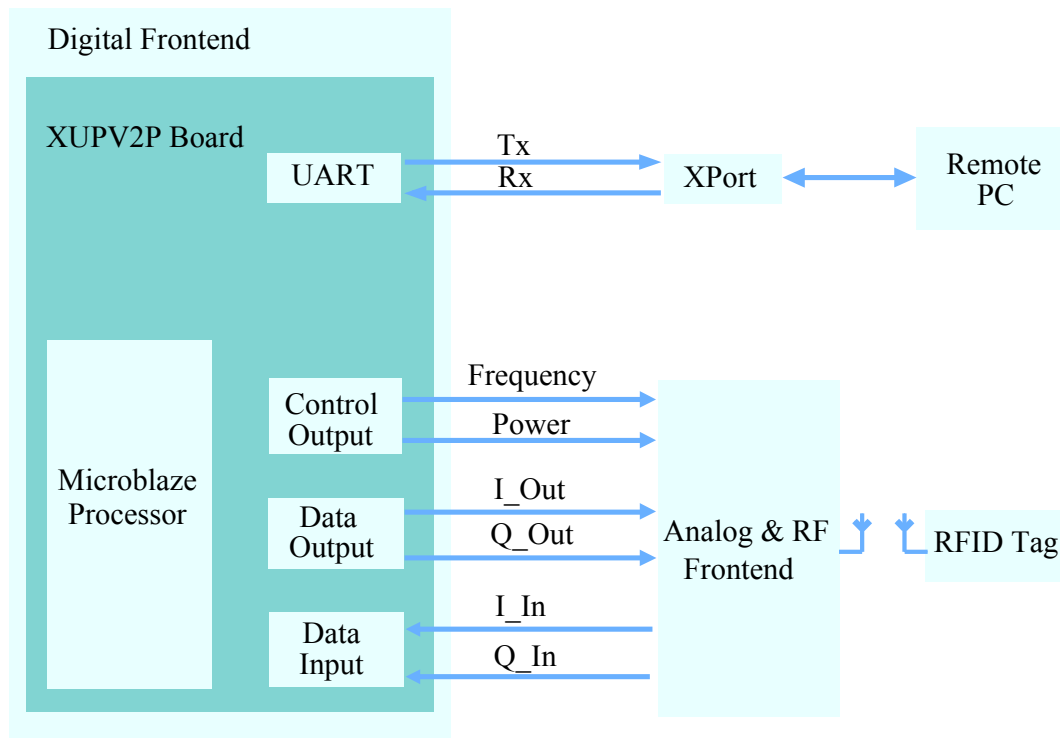 Digital Frontend
XUPV2P Board
UART
Tx
Rx
XPort
Remote
PC
Microblaze
Processor
Control
Output
Frequency
Power
Data
Output
I_Out
Q_Out
Data
Input
I_In
Q_In
Analog & RF
Frontend
RFID Tag